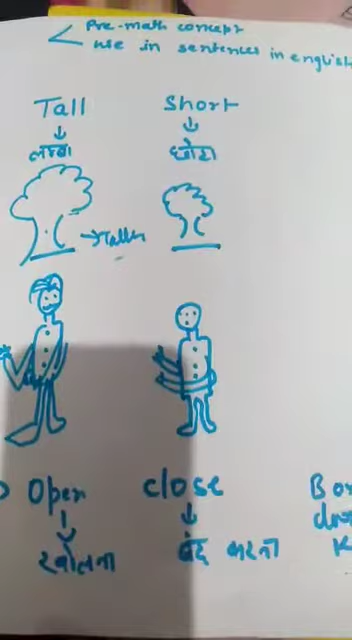 Pre-math concept
use in sentences in english
Tall Short
लम्बा छोटा
→Taller
Open close
खोलना बंद करना